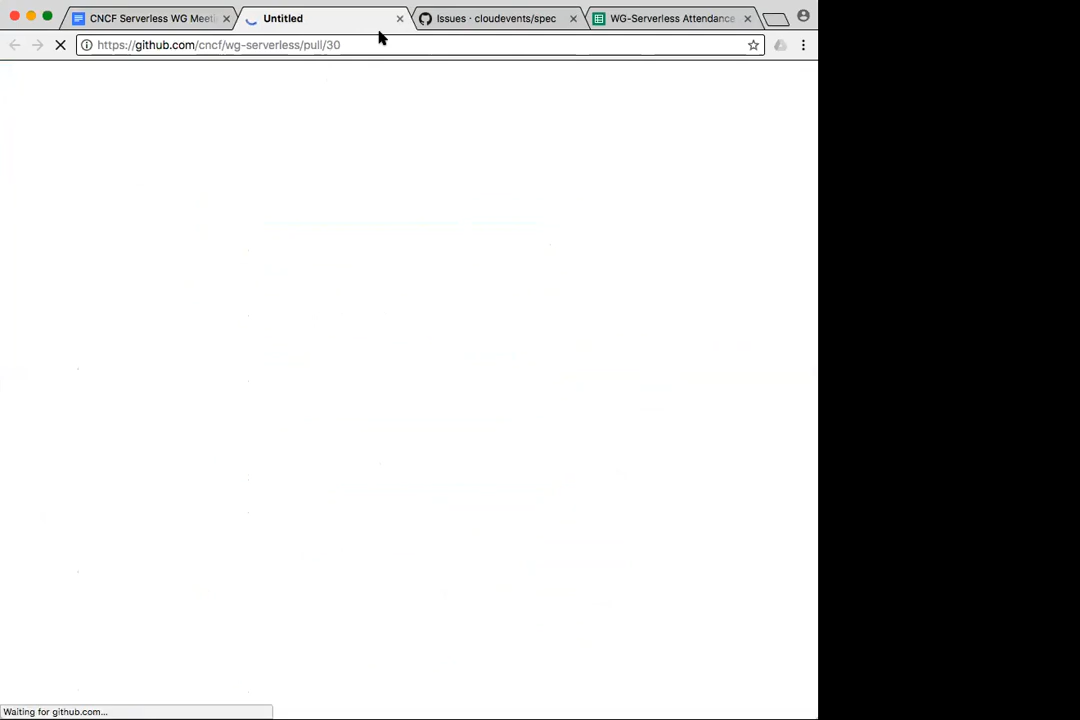 CNCF Serverless WG Meeti
Untitled
Issues · cloudevents/spec
WG-Serverless Attendance
https://github.com/cncf/wg-serverless/pull/30
Waiting for github.com...